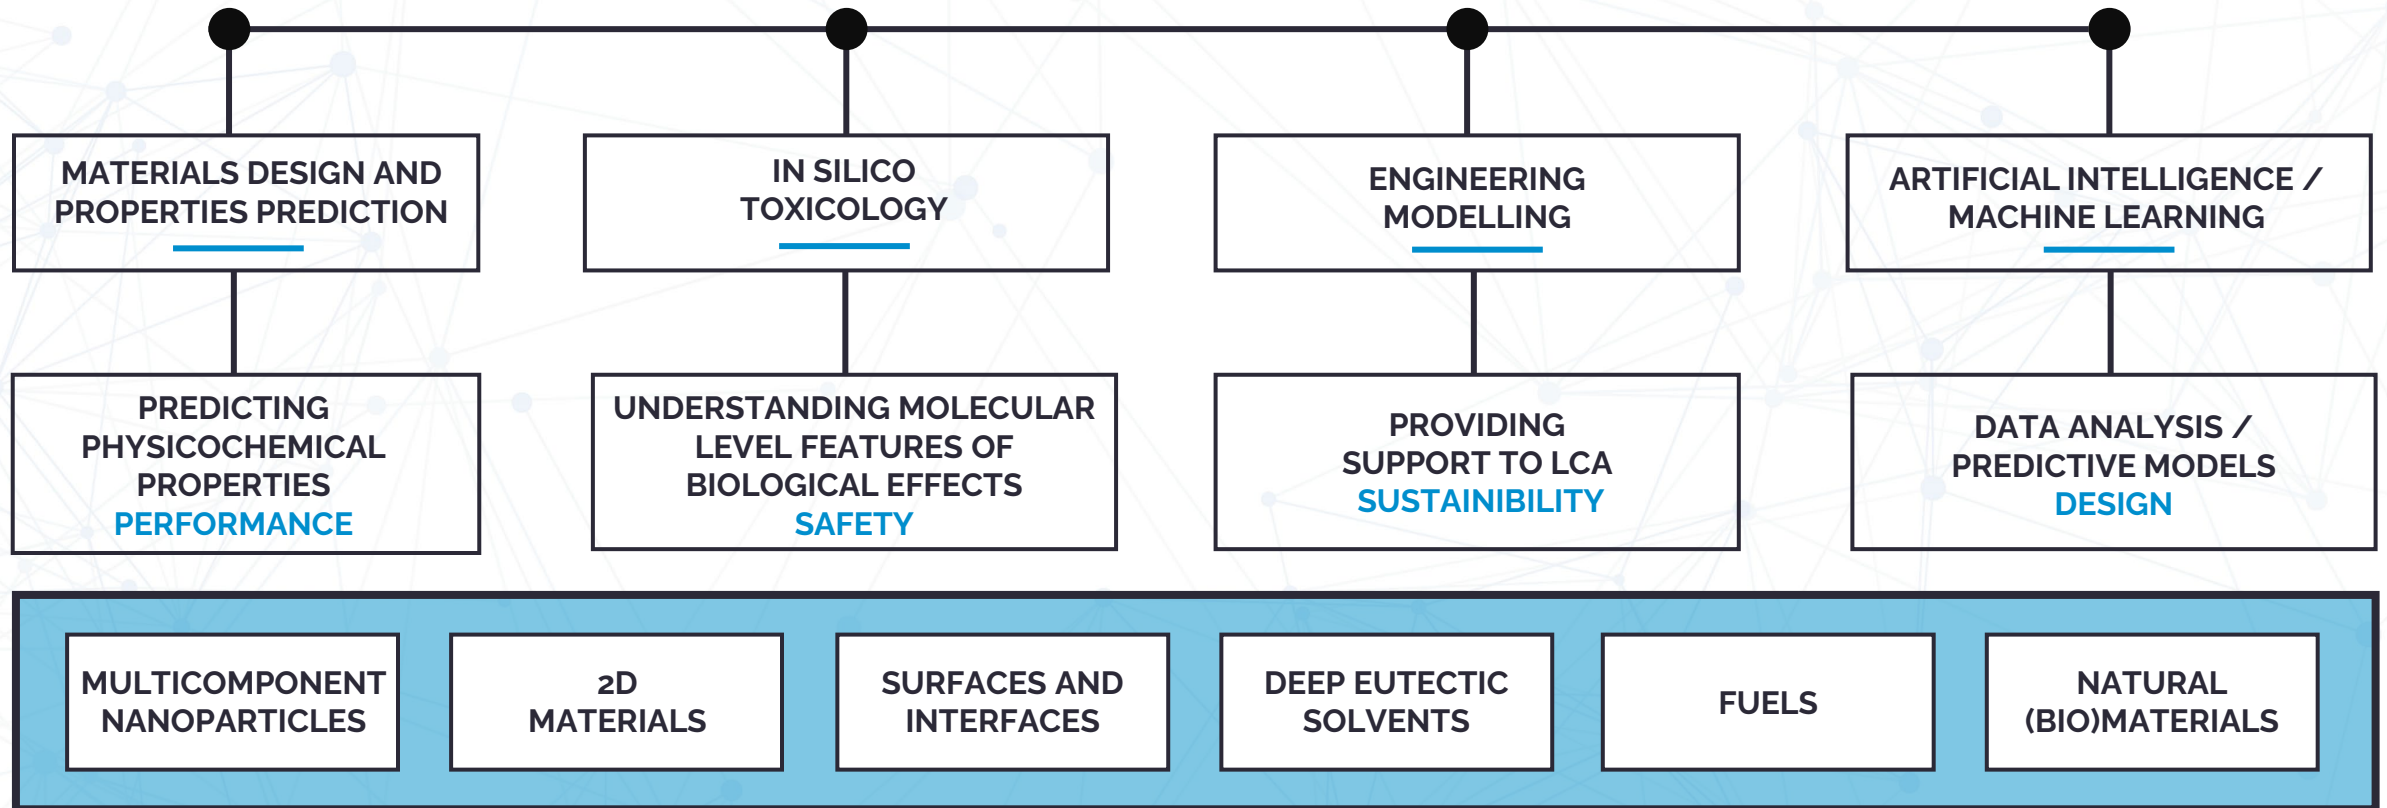 MATERIALS DESIGN AND
PROPERTIES PREDICTION
IN SILICO
TOXICOLOGY
ENGINEERING
MODELLING
ARTIFICIAL INTELLIGENCE /
MACHINE LEARNING
PREDICTING
PHYSICOCHEMICAL
PROPERTIES
PERFORMANCE
UNDERSTANDING MOLECULAR
LEVEL FEATURES OF
BIOLOGICAL EFFECTS
SAFETY
PROVIDING
SUPPORT TO LCA
SUSTAINIBILITY
DATA ANALYSIS /
PREDICTIVE MODELS
DESIGN
MULTICOMPONENT
NANOPARTICLES
2D
MATERIALS
SURFACES AND
INTERFACES
DEEP EUTECTIC
SOLVENTS
FUELS
NATURAL
(BIO)MATERIALS